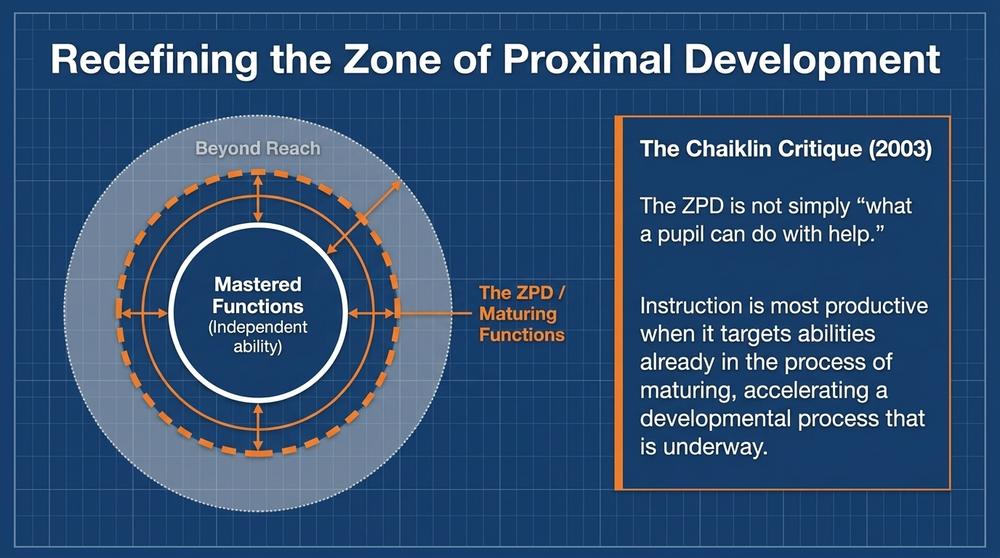 Redefining the Zone of Proximal Development
Beyond Reach
Mastered
Functions
(Independent
ability)
The ZPD /
Maturing
Functions
The Chaiklin Critique (2003)
The ZPD is not simply “what
a pupil can do with help.”
Instruction is most productive
when it targets abilities
already in the process of
maturing, accelerating a
developmental process that
is underway.